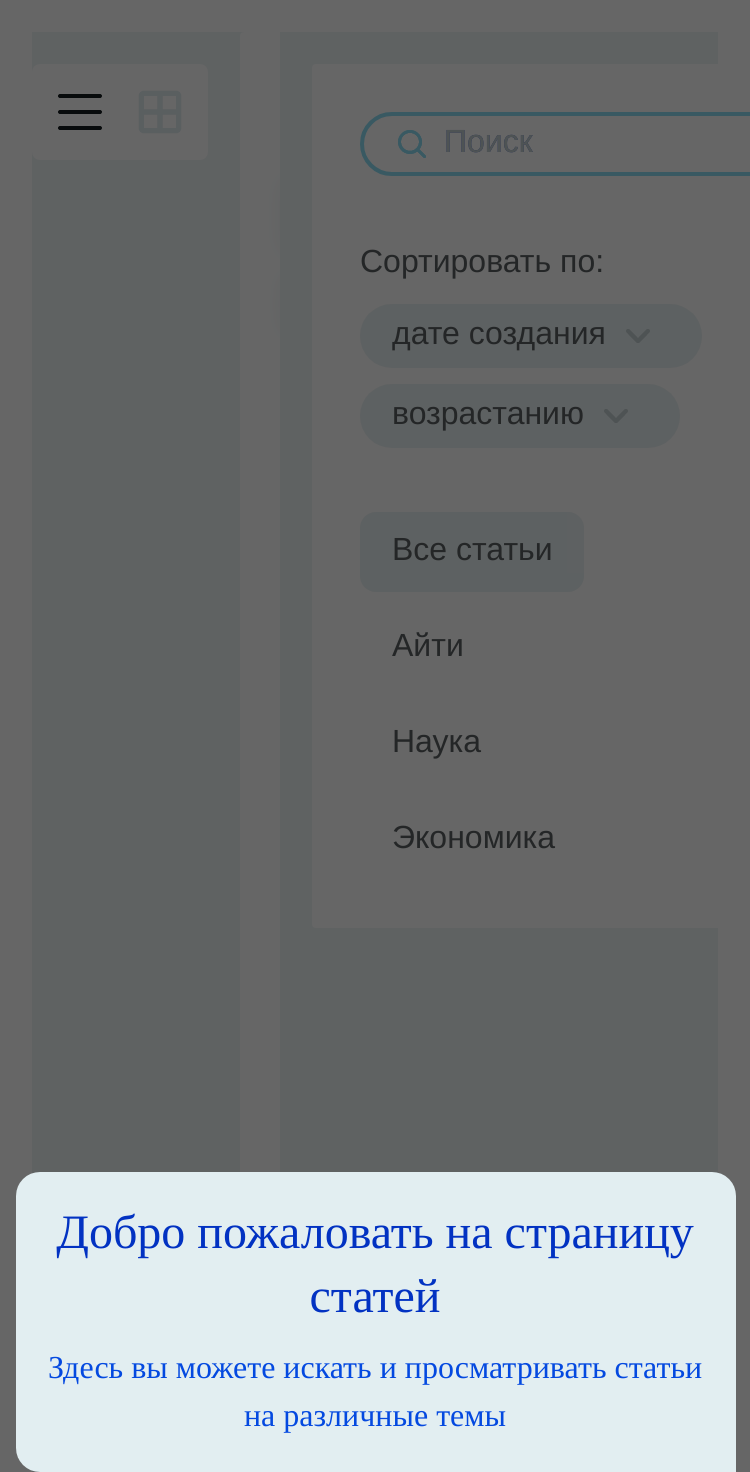 Поиск
Сортировать по:
дате создания
возрастанию
Все статьи
Айти
Наука
Экономика
Добро пожаловать на страницу
статей
Здесь вы можете искать и просматривать статьи
на различные темы